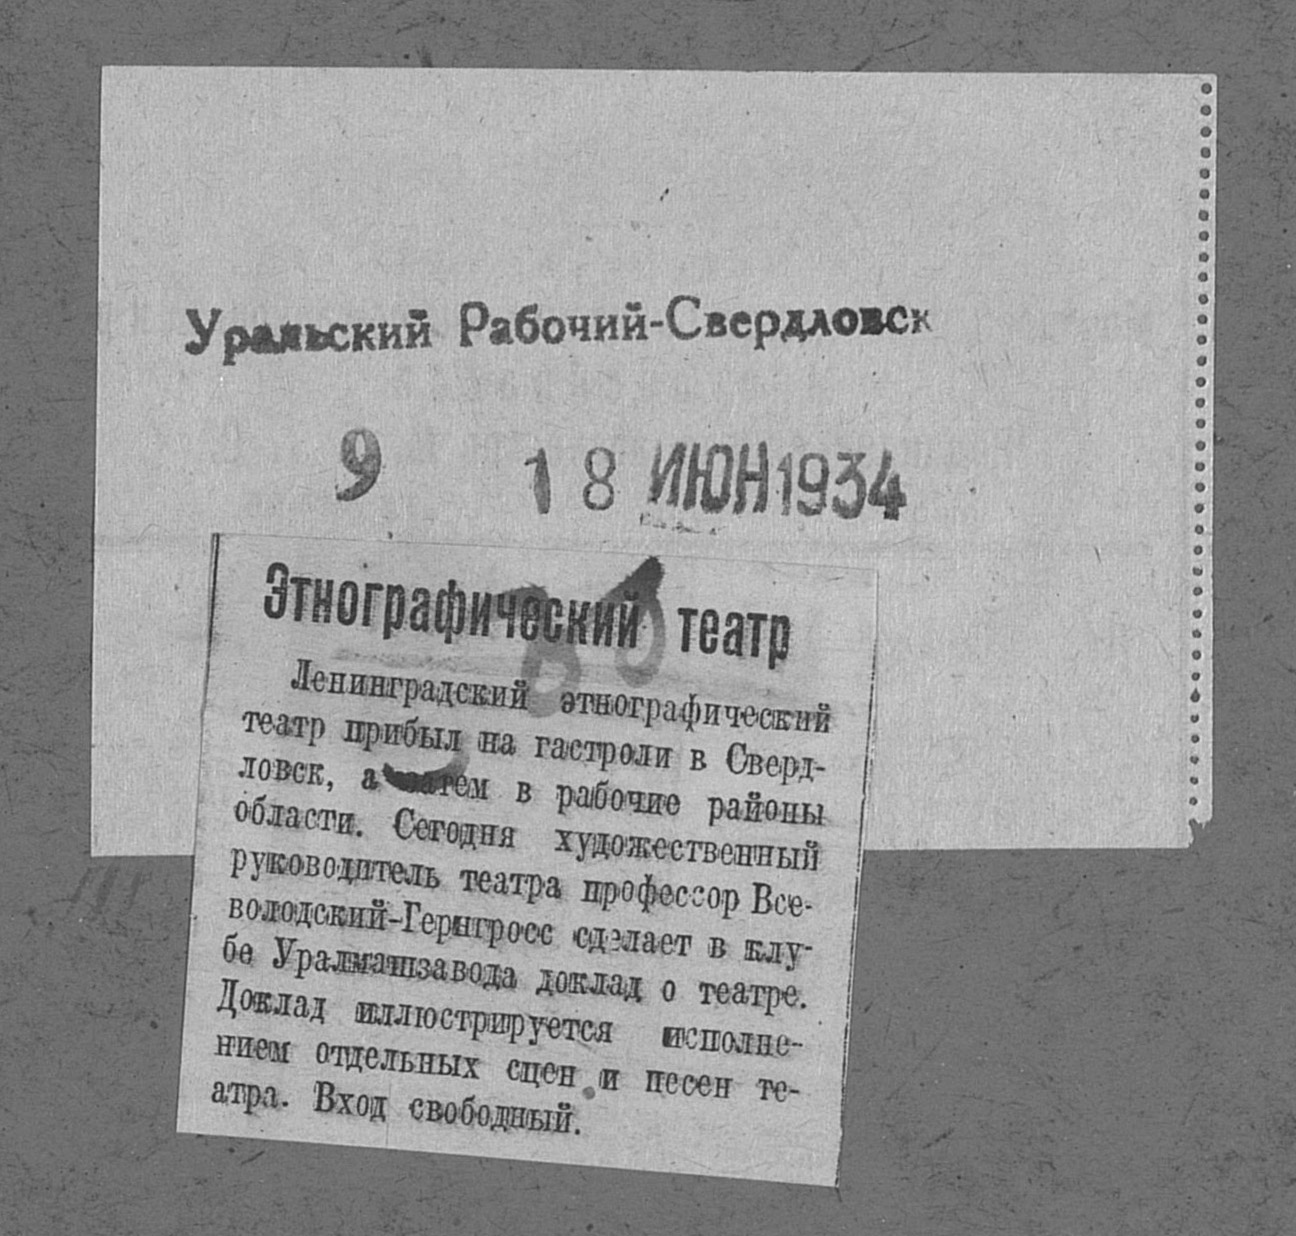 Уральский Рабочий-Свердловск
9 18 ИЮН 1934
Этнографический театр
Ленинградский этнографический
театр прибыл на гастроли в Сверд-
ловск, а затем в рабочие районы
области. Сегодня художественный
руководитель театра профессор Все-
володский-Гернгросс сделает в клу-
бе Уралмашзавода доклад о театре.
Доклад иллюстрируется исполне-
нием отдельных сцен и песен те-
атра. Вход свободный.